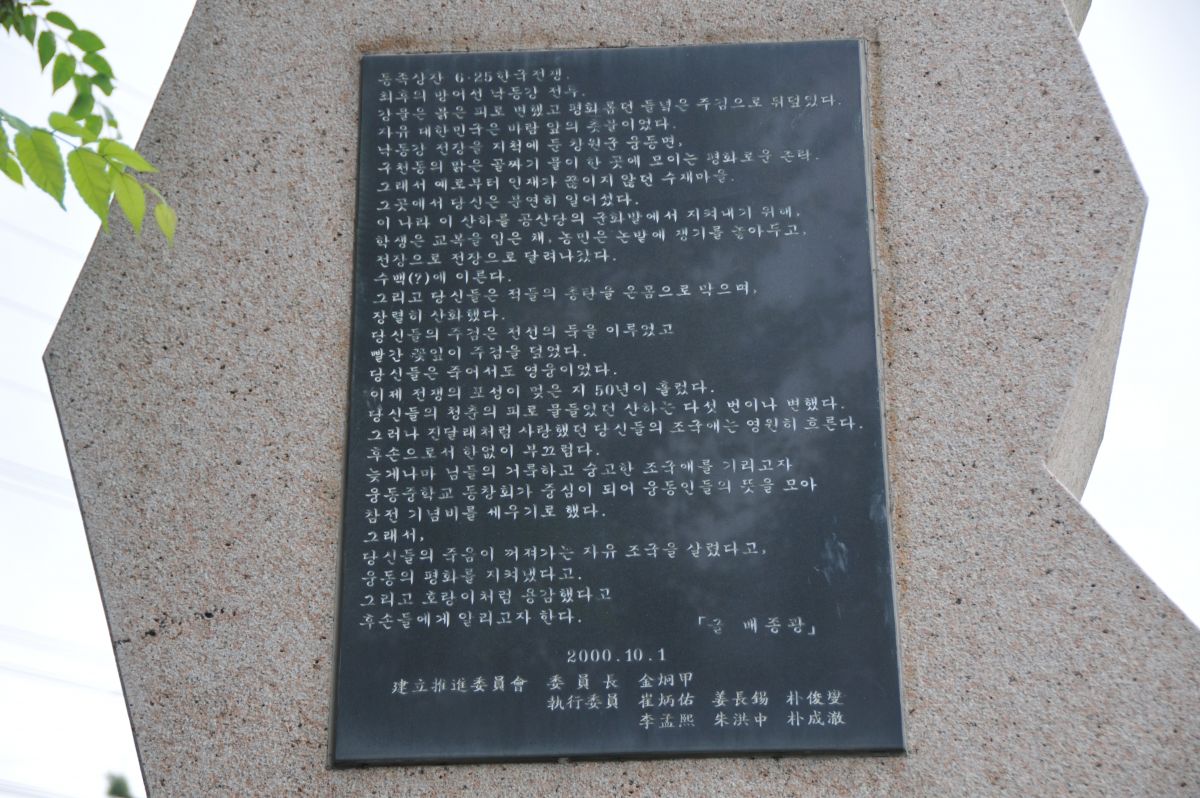 동족상잔 6·25한국전쟁.
최후의 방어선 낙동강 전투.
강물은 붉은 피로 변했고 평화롭던 들녘은 주검으로 뒤덮였다.
자유 대한민국은 바람 앞의 촛불이었다.
낙동강 전장을 지척에 둔 창원군 웅동면,
구천동의 맑은 골짜기 물이 한 곳에 모이는 평화로운 촌락.
그래서 예로부터 인재가 끊이지 않던 수재마을.
그곳에서 당신은 분연히 일어섰다.
이 나라 이 산하를 공산당의 군화발에서 지켜내기 위해,
학생은 교복을 입은 채, 농민은 논밭에 쟁기를 놓아두고,
전장으로 전장으로 달려나갔다.
수백(?)에 이른다.
그리고 당신들은 적들의 총탄을 온몸으로 막으며,
장렬히 산화했다.
당신들의 주검은 전선의 둑을 이루었고
빨간 꽃잎이 주검을 덮었다.
당신들은 죽어서도 영웅이었다.
이제 전쟁의 포성이 멎은 지 50년이 흘렀다.
당신들의 청춘의 피로 물들었던 산하는 다섯 번이나 변했다.
그러나 진달래처럼 사랑했던 당신들의 조국애는 영원히 흐른다.
후손으로서 한없이 부끄럽다.
늦게나마 님들의 거룩하고 숭고한 조국애를 기리고자
웅동중학교 동창회가 중심이 되어 웅동인들의 뜻을 모아
참전 기념비를 세우기로 했다.
그래서,
당신들의 죽음이 꺼져가는 자유 조국을 살렸다고,
웅동의 평화를 지켜냈다고.
그리고 호랑이처럼 용감했다고
후손들에게 알리고자 한다.
「글 배종광」
2000.10.1
建立推進委員會 委員長 金炯甲
執行委員 崔炳佑 姜長錫 朴俊燮
李孟熙 朱洪中 朴成澈